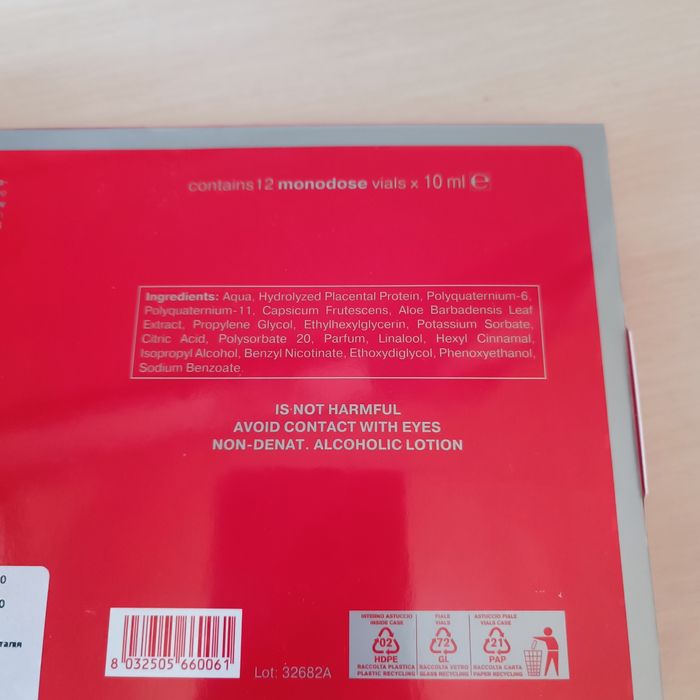 contains 12 monodose vials x 10 ml ℮
Ingredients: Aqua, Hydrolyzed Placental Protein, Polyquaternium-6,
Polyquaternium-11, Capsicum Frutescens, Aloe Barbadensis Leaf
Extract, Propylene Glycol, Ethylhexylglycerin, Potassium Sorbate,
Citric Acid, Polysorbate 20, Parfum, Linalool, Hexyl Cinnamal,
Isopropyl Alcohol, Benzyl Nicotinate, Ethoxydiglycol, Phenoxyethanol,
Sodium Benzoate.
IS NOT HARMFUL
AVOID CONTACT WITH EYES
NON-DENAT. ALCOHOLIC LOTION
8 032505 660061
Lot: 32682A
INTERNO ASTUCCIO
INSIDE CASE
02
HDPE
RACCOLTA PLASTICA
PLASTIC RECYCLING
FIALE
VIALS
72
GL
RACCOLTA VETRO
GLASS RECYCLING
ASTUCCIO FIALE
VIALS CASE
21
PAP
RACCOLTA CARTA
PAPER RECYCLING